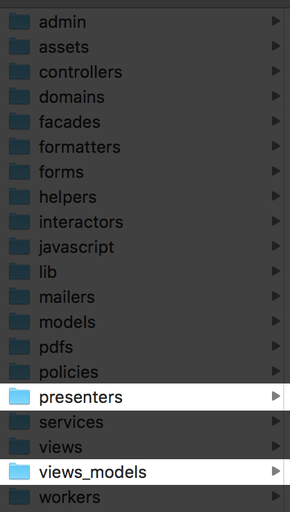 admin
assets
controllers
domains
facades
formatters
forms
helpers
interactors
javascript
lib
mailers
models
pdfs
policies
presenters
services
views
views_models
workers